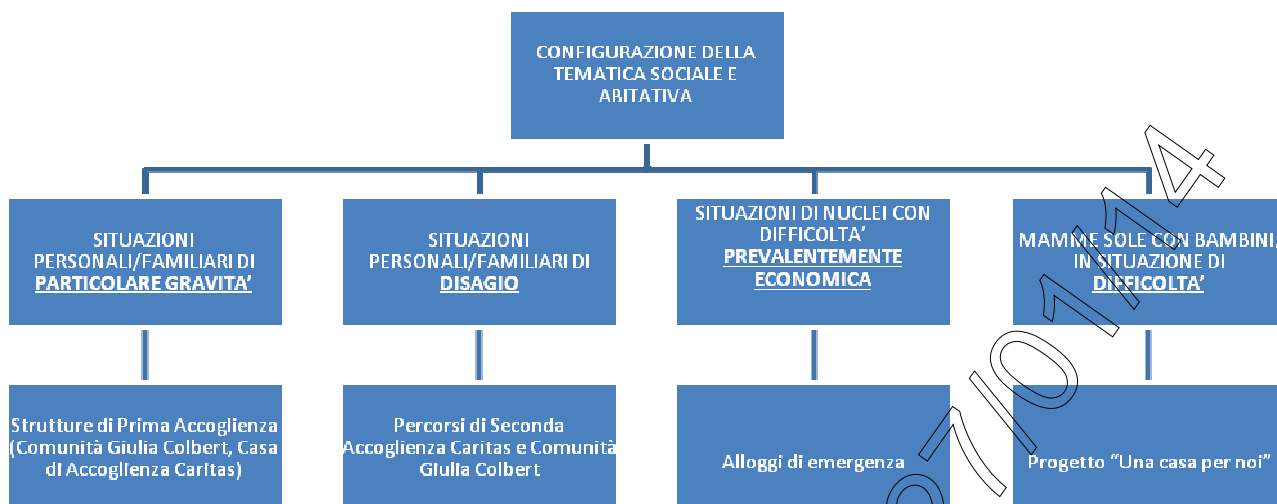 CONFIGURAZIONE DELLA
TEMATICA SOCIALE E
ABITATIVA
SITUAZIONI
PERSONALI/FAMILIARI DI
PARTICOLARE GRAVITA'
SITUAZIONI
PERSONALI/FAMILIARI DI
DISAGIO
SITUAZIONI DI NUCLEI CON
DIFFICOLTA'
PREVALENTEMENTE
ECONOMICA
MAMME SOLE CON BAMBINI,
IN SITUAZIONE DI
DIFFICOLTA'
Strutture di Prima Accoglienza
(Comunità Giulia Colbert, Casa
di Accoglienza Caritas)
Percorsi di Seconda
Accoglienza Caritas e Comunità
Giulia Colbert
Alloggi di emergenza
Progetto "Una casa per noi"
7/01/14